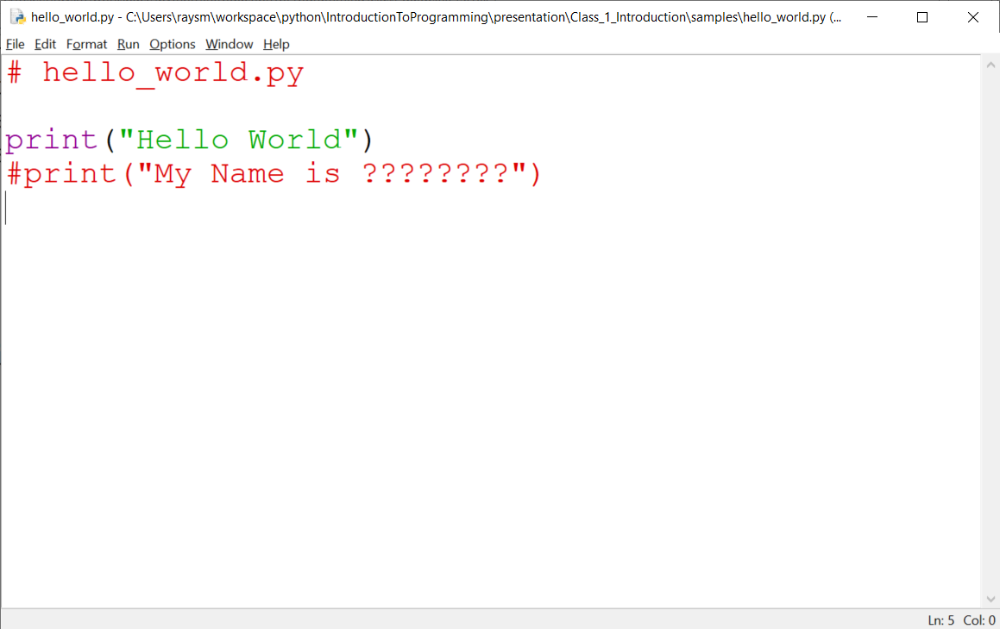 hello_world.py - C:\Users\raysm\workspace\python\IntroductionToProgramming\presentation\Class_1_Introduction\samples\hello_world.py (...
File Edit Format Run Options Window Help
# hello_world.py
print("Hello World")
#print("My Name is ????????")
Ln: 5 Col: 0